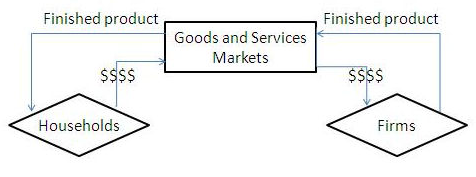 Finished product
Finished product
Goods and Services
Markets
$$$$
$$$$
Households
Firms